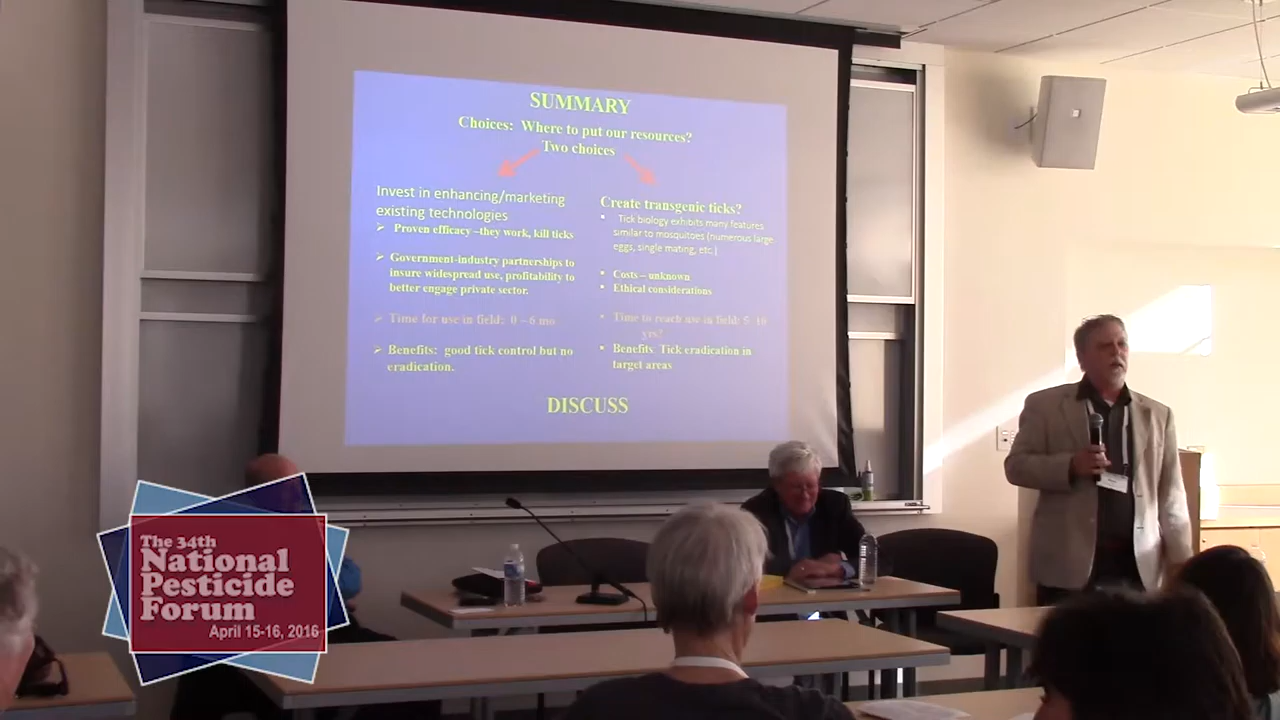 SUMMARY
Choices: Where to put our resources?
Two choices
Invest in enhancing/marketing
existing technologies
➢ Proven efficacy –they work, kill ticks
➢ Government-industry partnerships to
insure widespread use, profitability to
better engage private sector.
➢ Time for use in field: 0 – 6 mo
➢ Benefits: good tick control but no
eradication.
Create transgenic ticks?
• Tick biology exhibits many features
similar to mosquitoes (numerous large
eggs, single mating, etc.)
• Costs – unknown
• Ethical considerations
• Time to reach use in field: 5
yrs?
• Benefits Tick eradication in
target areas
DISCUSS
The 34th
National
Pesticide
Forum
April 15-16, 2016